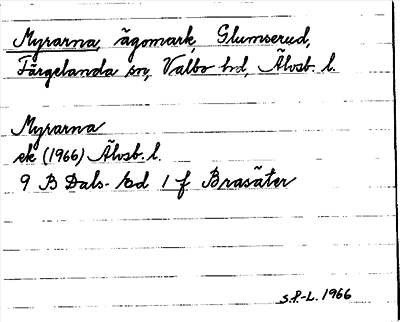 Myrarna, ägomark, Glumserud,
Färgelanda sn, Valbo hd, Älvsb. l.
Myrarna
ek (1966) Älvsb. l.
9 B Dals-Ed 1 f Brasäter
S.F-L. 1966